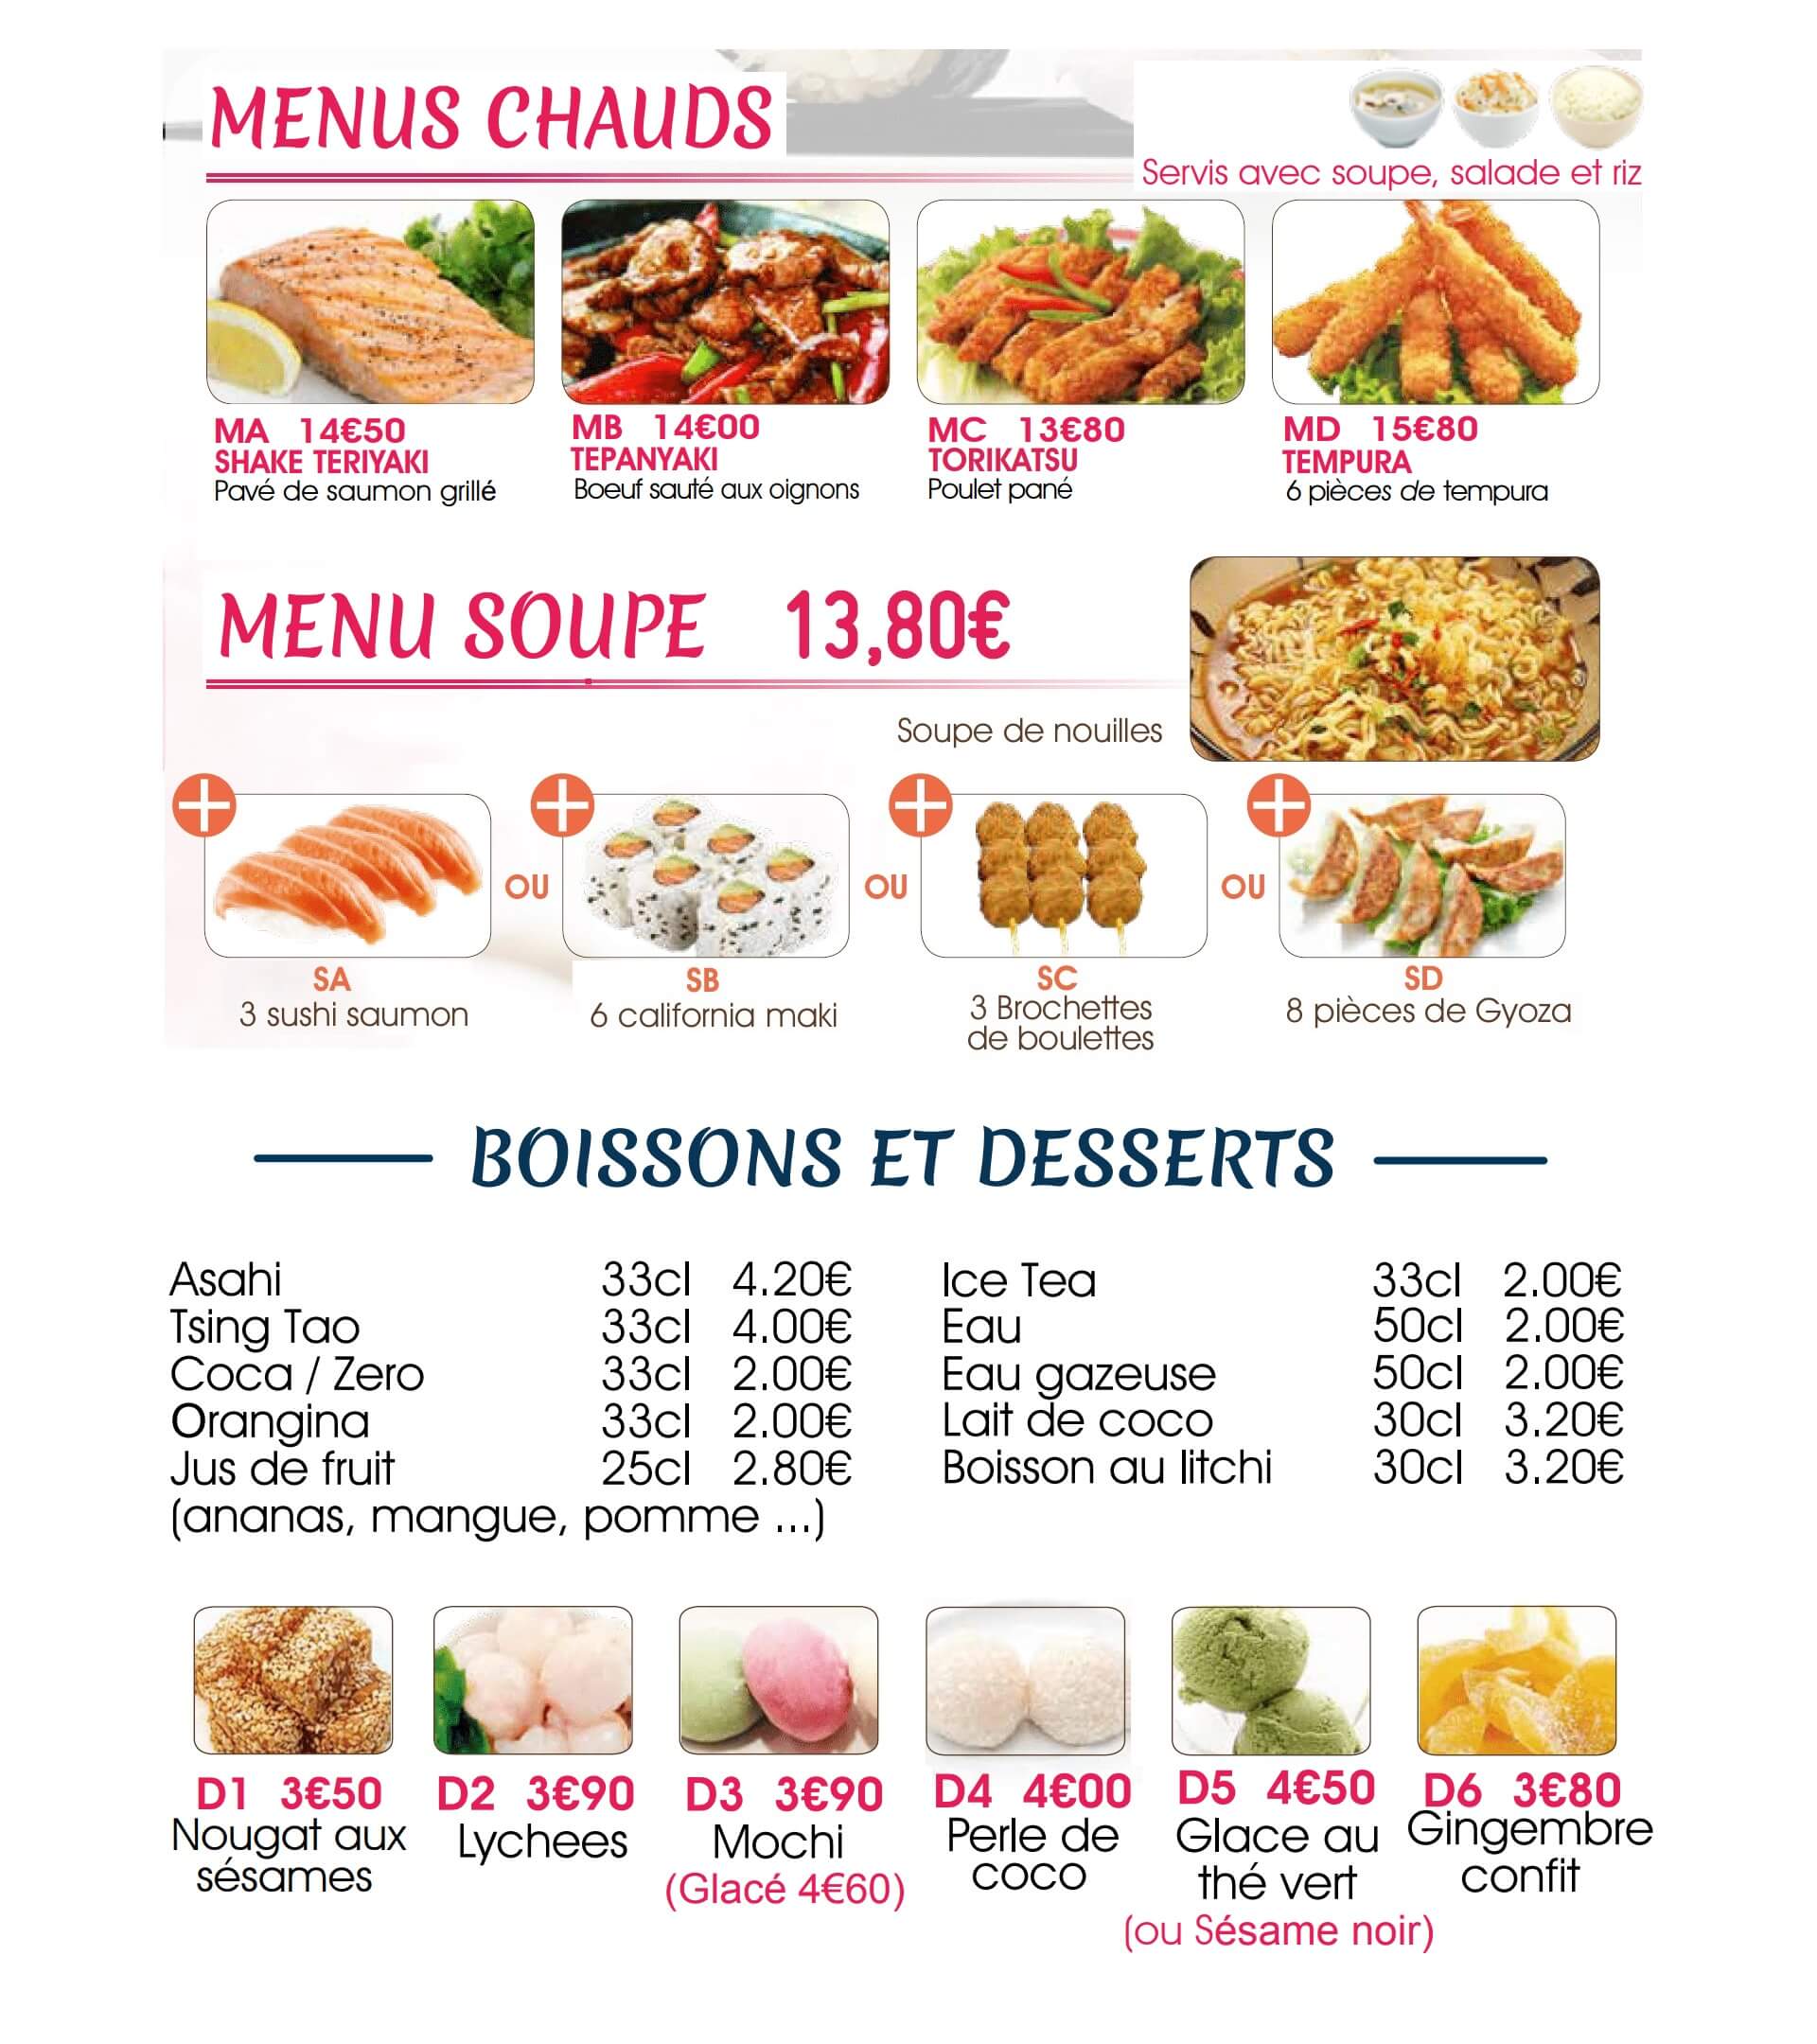 MENUS CHAUDS
Servis avec soupe, salade et riz
MA 14€50
SHAKE TERIYAKI
Pavé de saumon grillé
MB 14€00
TEPANYAKI
Boeuf sauté aux oignons
MC 13€80
TORIKATSU
Poulet pané
MD 15€80
TEMPURA
6 pièces de tempura
MENU SOUPE 13,80€
Soupe de nouilles
OU
OU
OU
SA
3 sushi saumon
SB
6 california maki
SC
3 Brochettes
de boulettes
SD
8 pièces de Gyoza
BOISSONS ET DESSERTS
Asahi 33cl 4.20€
Tsing Tao 33cl 4.00€
Coca / Zero 33cl 2.00€
Orangina 33cl 2.00€
Jus de fruit 25cl 2.80€
(ananas, mangue, pomme ...)
Ice Tea 33cl 2.00€
Eau 50cl 2.00€
Eau gazeuse 50cl 2.00€
Lait de coco 30cl 3.20€
Boisson au litchi 30cl 3.20€
D1 3€50
Nougat aux
sésames
D2 3€90
Lychees
D3 3€90
Mochi
(Glacé 4€60)
D4 4€00
Perle de
coco
D5 4€50
Glace au
thé vert
(ou Sésame noir)
D6 3€80
Gingembre
confit